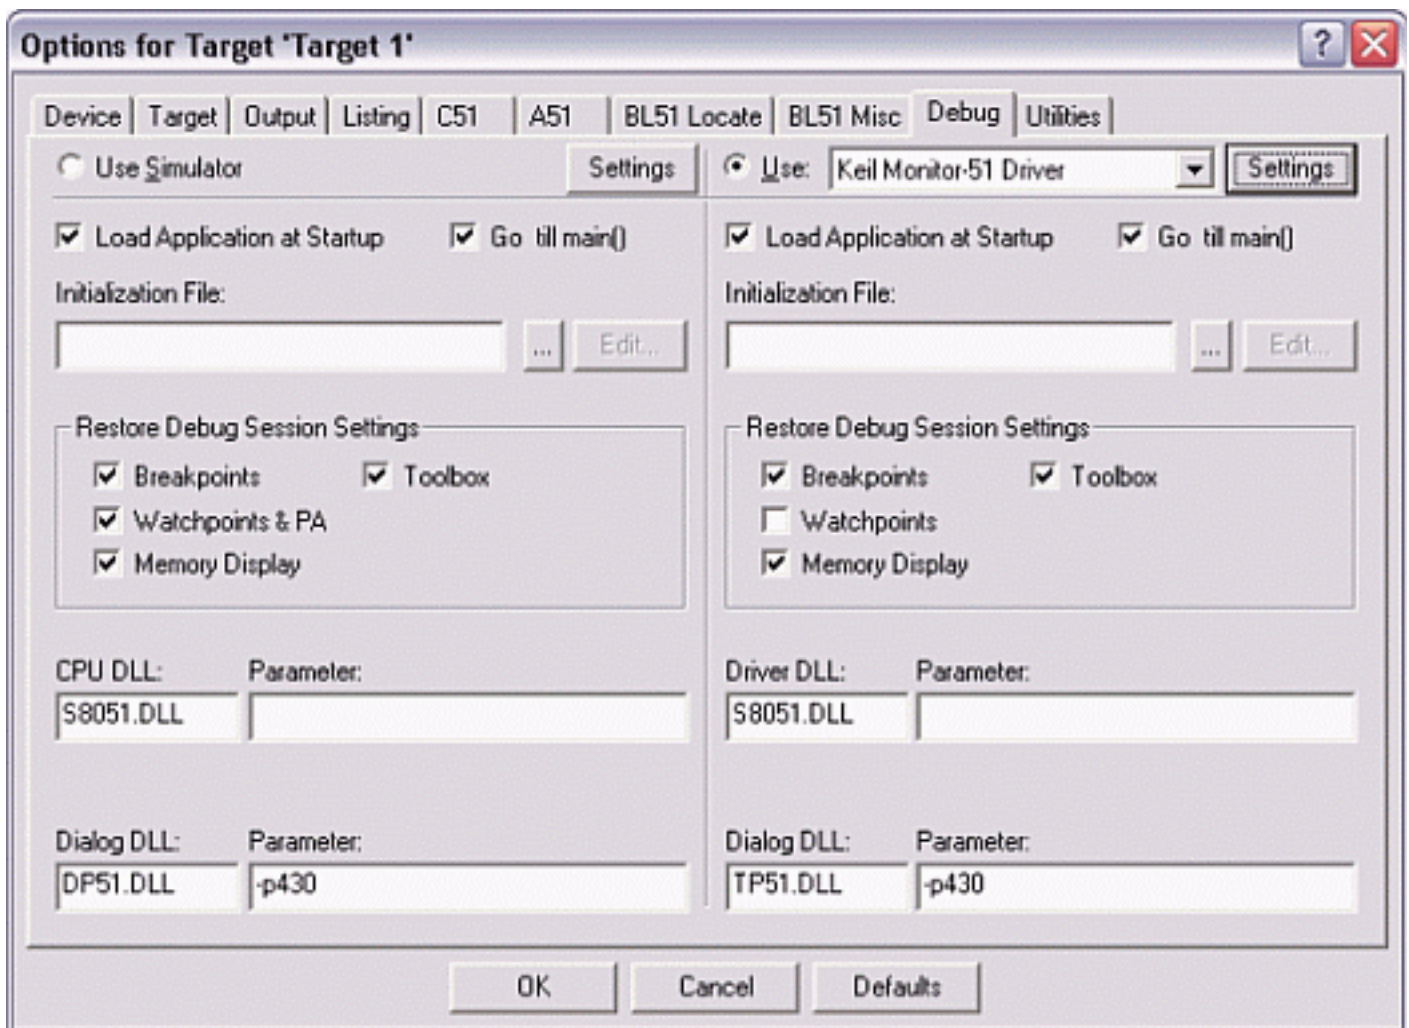 Options for Target 'Target 1'
?
Device Target Output Listing C51 A51 BL51 Locate BL51 Misc Debug Utilities
Use Simulator Settings Use: Keil Monitor-51 Driver Settings
Load Application at Startup Go till main() Load Application at Startup Go till main()
Initialization File: Initialization File:
... Edit... ... Edit...
Restore Debug Session Settings Restore Debug Session Settings
Breakpoints Toolbox Breakpoints Toolbox
Watchpoints & PA Watchpoints
Memory Display Memory Display
CPU DLL: Parameter: Driver DLL: Parameter:
S8051.DLL S8051.DLL
Dialog DLL: Parameter: Dialog DLL: Parameter:
DP51.DLL -p430 TP51.DLL -p430
OK Cancel Defaults